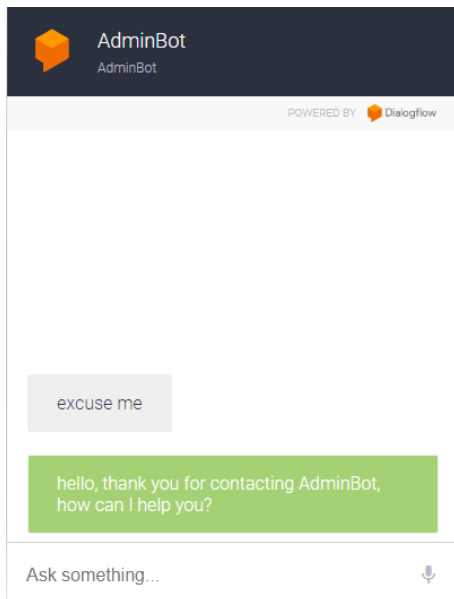 AdminBot
AdminBot
POWERED BY Dialogflow
excuse me
hello, thank you for contacting AdminBot,
how can I help you?
Ask something...